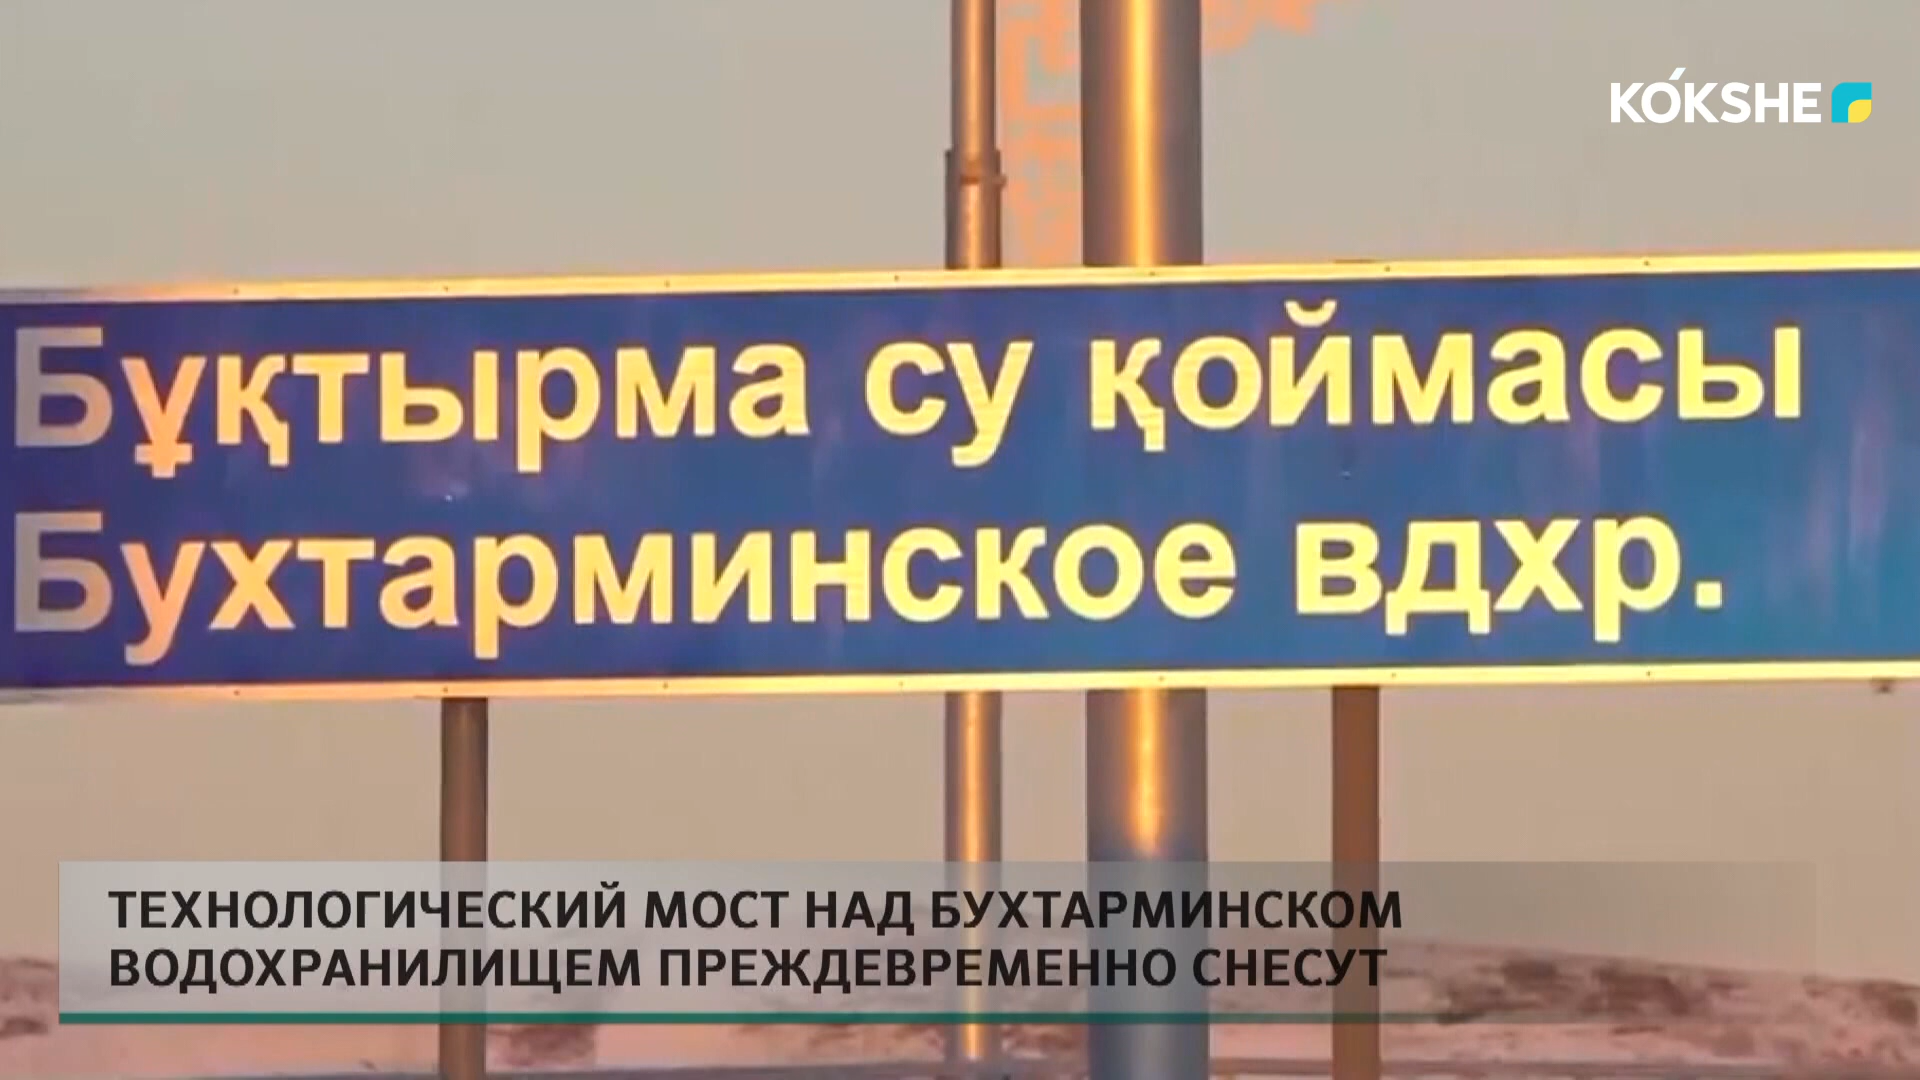 KÓKSHE
Бұқтырма су қоймасы
Бухтарминское вдхр.
ТЕХНОЛОГИЧЕСКИЙ МОСТ НАД БУХТАРМИНСКОМ
ВОДОХРАНИЛИЩЕМ ПРЕЖДЕВРЕМЕННО СНЕСУТ